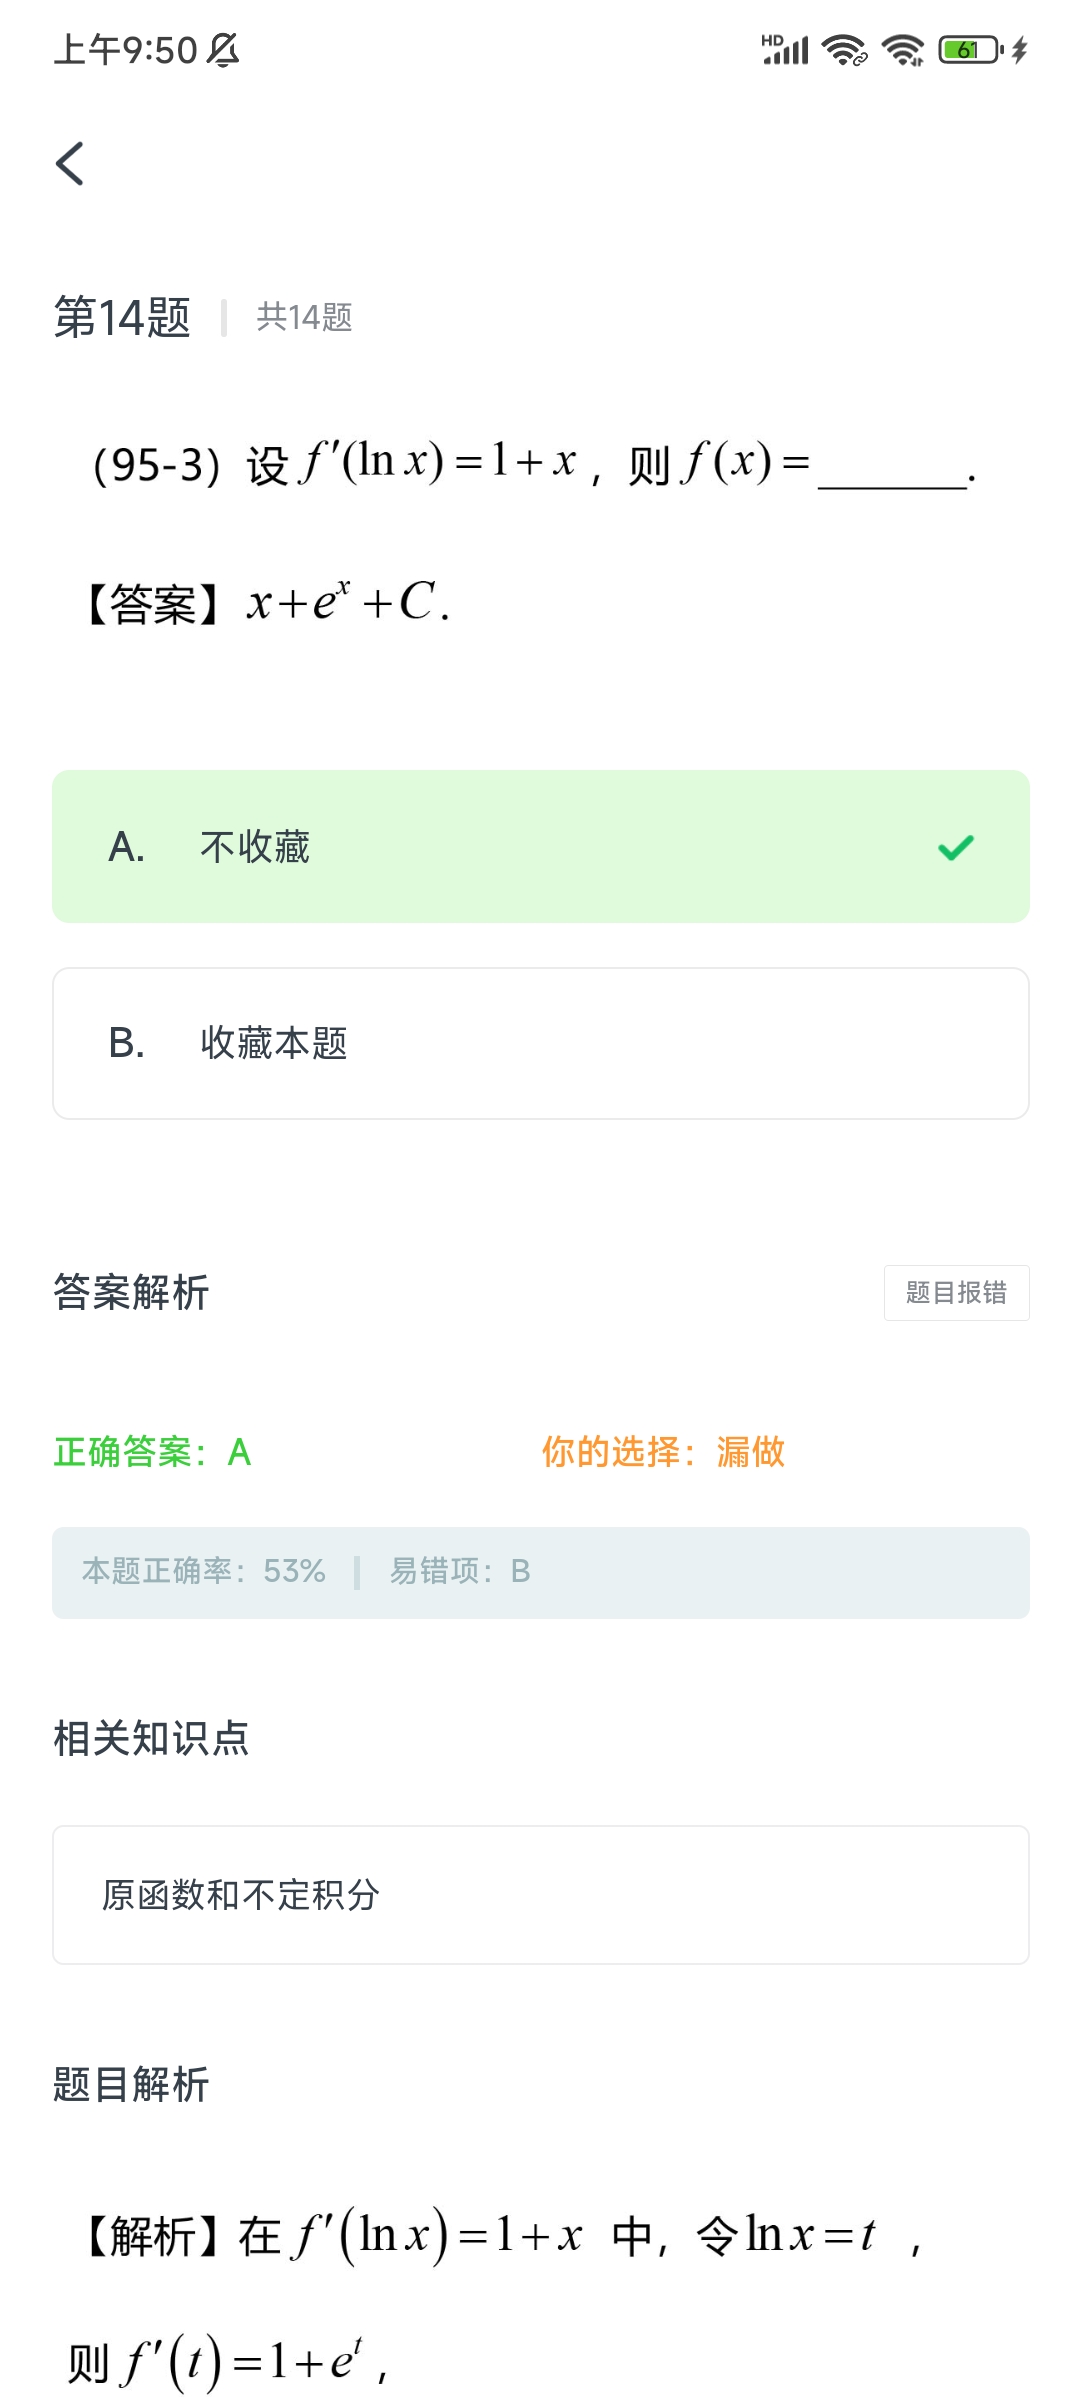 上午9:50
HD
61
第14题 共14题
（95-3）设 f′(ln x) = 1 + x，则 f(x) = ______.
【答案】x + e^x + C.
A. 不收藏
B. 收藏本题
答案解析 题目报错
正确答案：A 你的选择：漏做
本题正确率：53% 易错项：B
相关知识点
原函数和不定积分
题目解析
【解析】在 f′(ln x) = 1 + x 中，令 ln x = t ，
则 f′(t) = 1 + e^t，